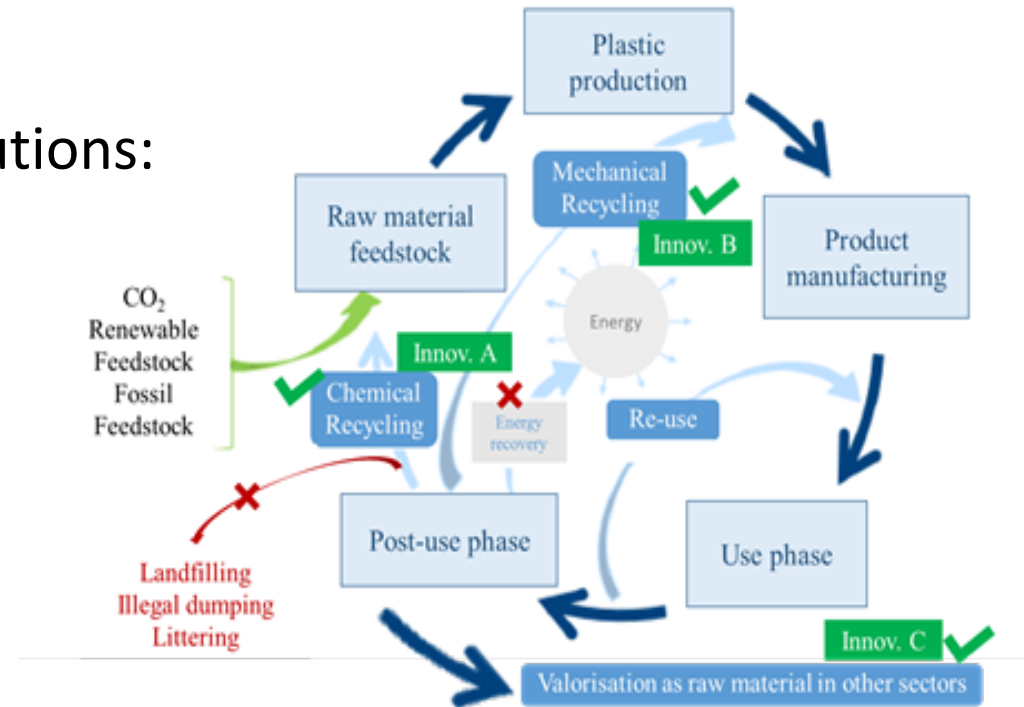 Plastic
production
utions:
Mechanical
Recycling
Raw material
feedstock
Innov. B
Product
manufacturing
CO₂
Renewable
Feedstock
Fossil
Feedstock
Energy
Innov. A
Chemical
Recycling
Energy
recovery
Re-use
Post-use phase
Use phase
Landfilling
Illegal dumping
Littering
Innov. C
Valorisation as raw material in other sectors